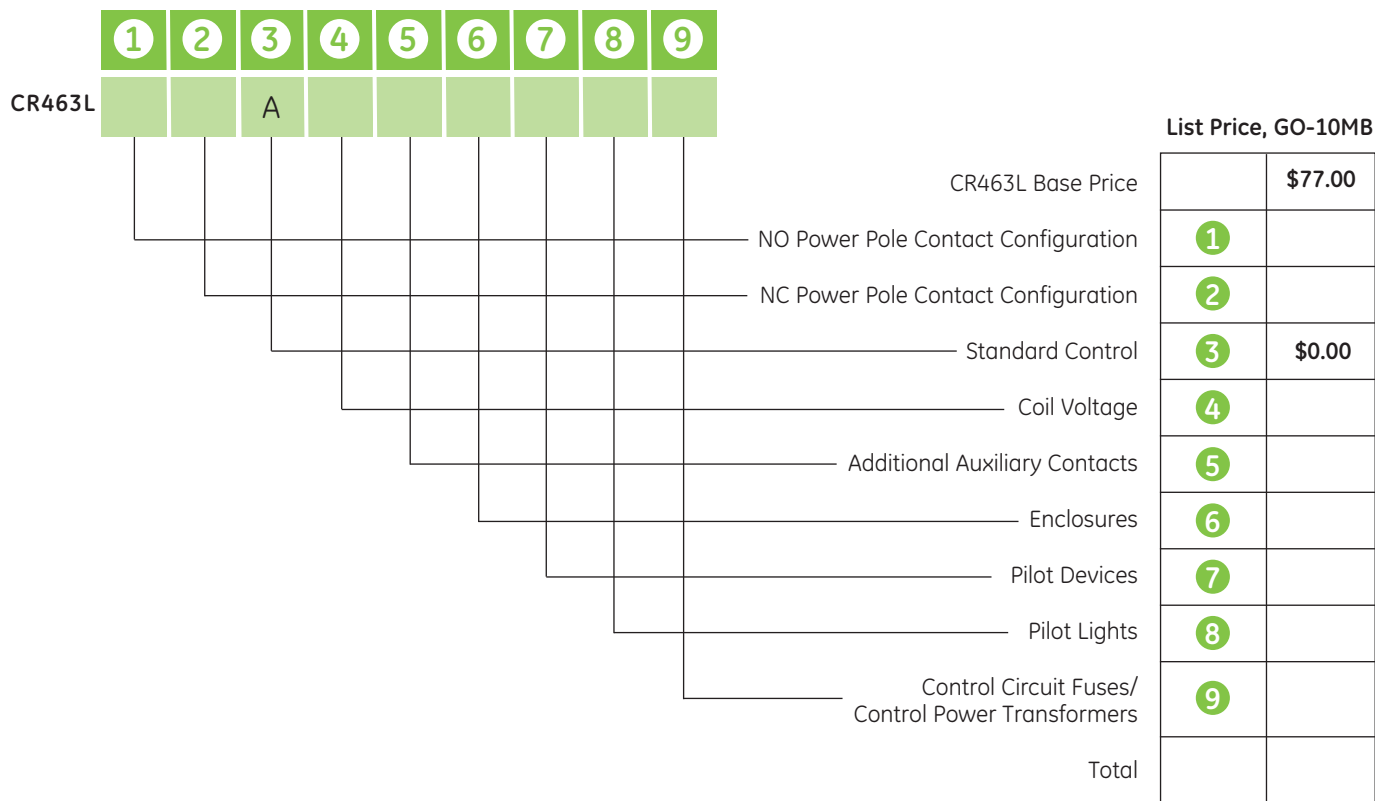 1 2 3 4 5 6 7 8 9
CR463L A
List Price, GO-10MB
CR463L Base Price $77.00
NO Power Pole Contact Configuration 1
NC Power Pole Contact Configuration 2
Standard Control 3 $0.00
Coil Voltage 4
Additional Auxiliary Contacts 5
Enclosures 6
Pilot Devices 7
Pilot Lights 8
Control Circuit Fuses/
Control Power Transformers 9
Total